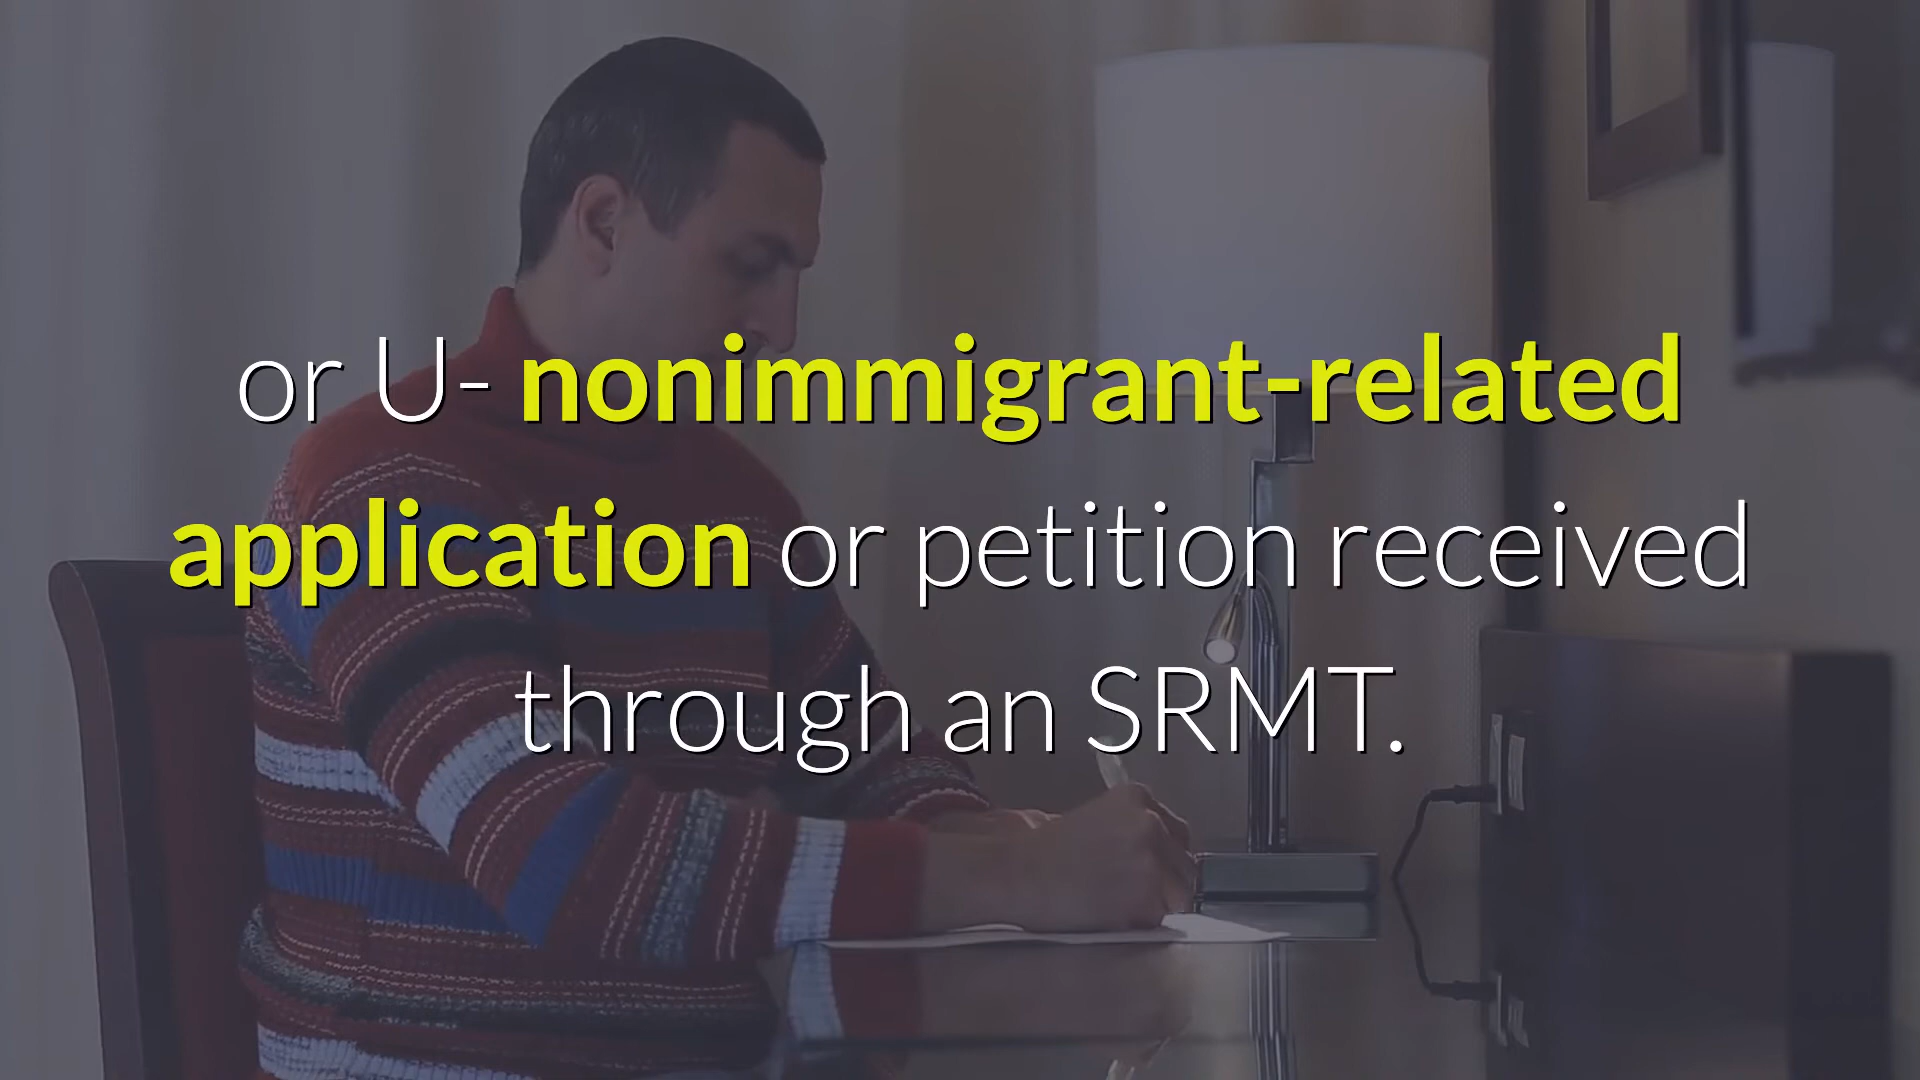 or U- nonimmigrant-related
application or petition received
through an SRMT.